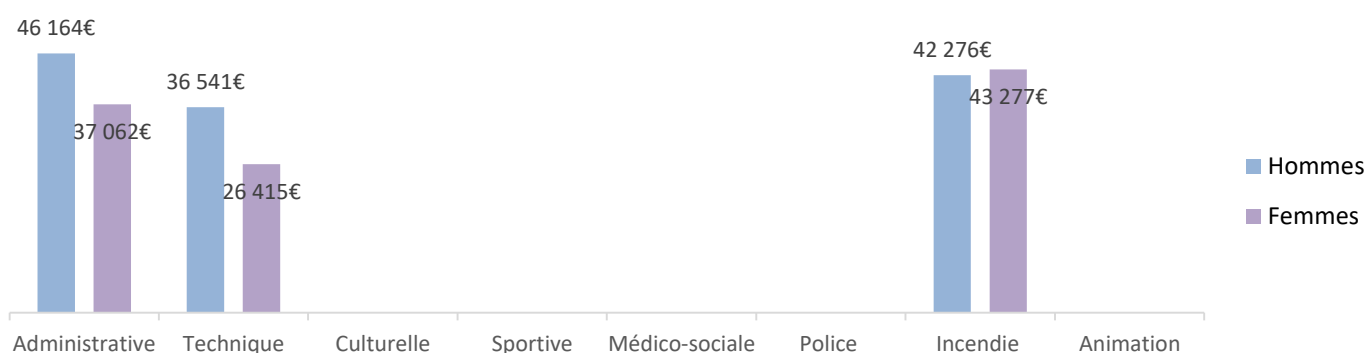 46 164€
37 062€
36 541€
26 415€
42 276€
43 277€
Hommes
Femmes
Administrative Technique Culturelle Sportive Médico-sociale Police Incendie Animation